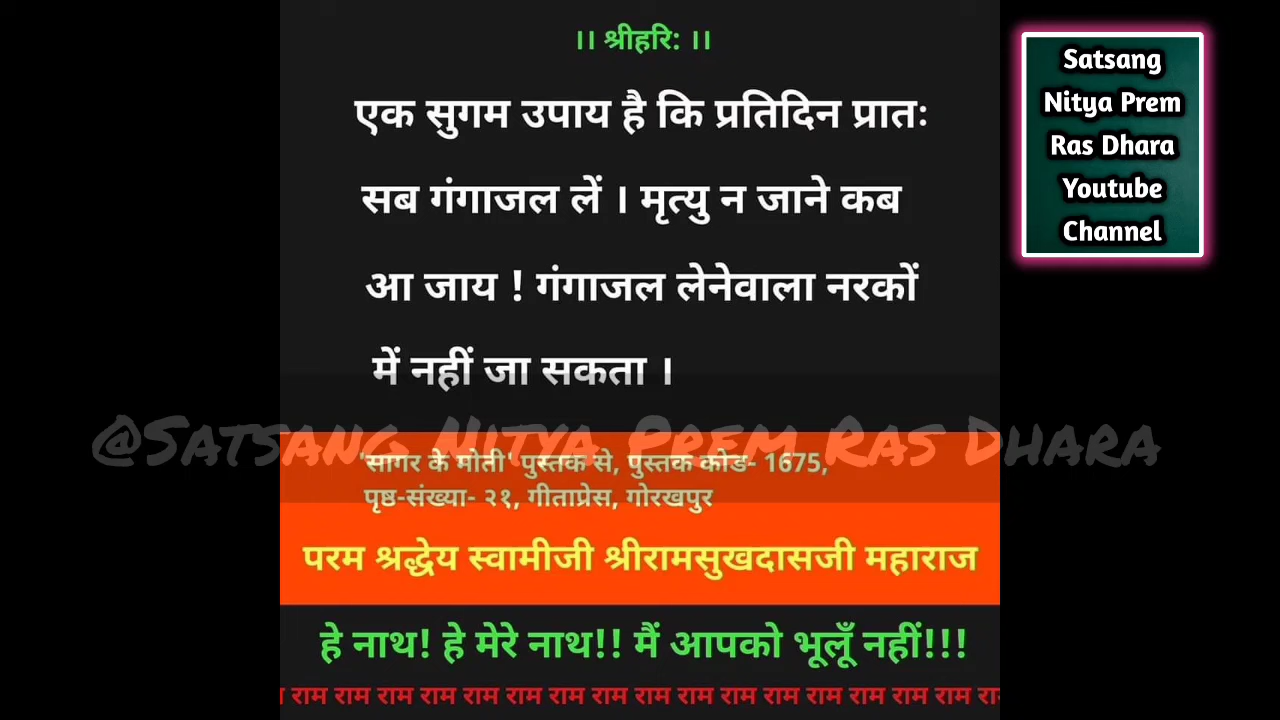 ।। श्रीहरि: ।।
एक सुगम उपाय है कि प्रतिदिन प्रातः
सब गंगाजल लें । मृत्यु न जाने कब
आ जाय ! गंगाजल लेनेवाला नरकों
में नहीं जा सकता ।
Satsang
Nitya Prem
Ras Dhara
Youtube
Channel
@Satsang Nitya Prem Ras Dhara
'सागर के मोती' पुस्तक से, पुस्तक कोड- 1675,
पृष्ठ-संख्या- २१, गीताप्रेस, गोरखपुर
परम श्रद्धेय स्वामीजी श्रीरामसुखदासजी महाराज
हे नाथ! हे मेरे नाथ!! मैं आपको भूलूँ नहीं!!!
राम राम राम राम राम राम राम राम राम राम राम राम राम राम राम राम